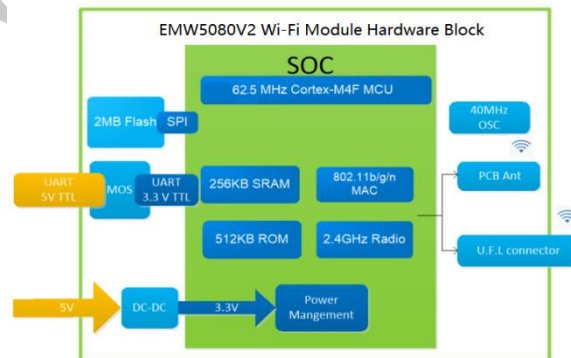 EMW5080V2 Wi-Fi Module Hardware Block
SOC
62.5 MHz Cortex-M4F MCU
2MB Flash
SPI
40MHz
OSC
UART
5V TTL
MOS
UART
3.3 V TTL
256KB SRAM
802.11b/g/n
MAC
PCB Ant
512KB ROM
2.4GHz Radio
U.F.L connector
5V
DC-DC
3.3V
Power
Mangement